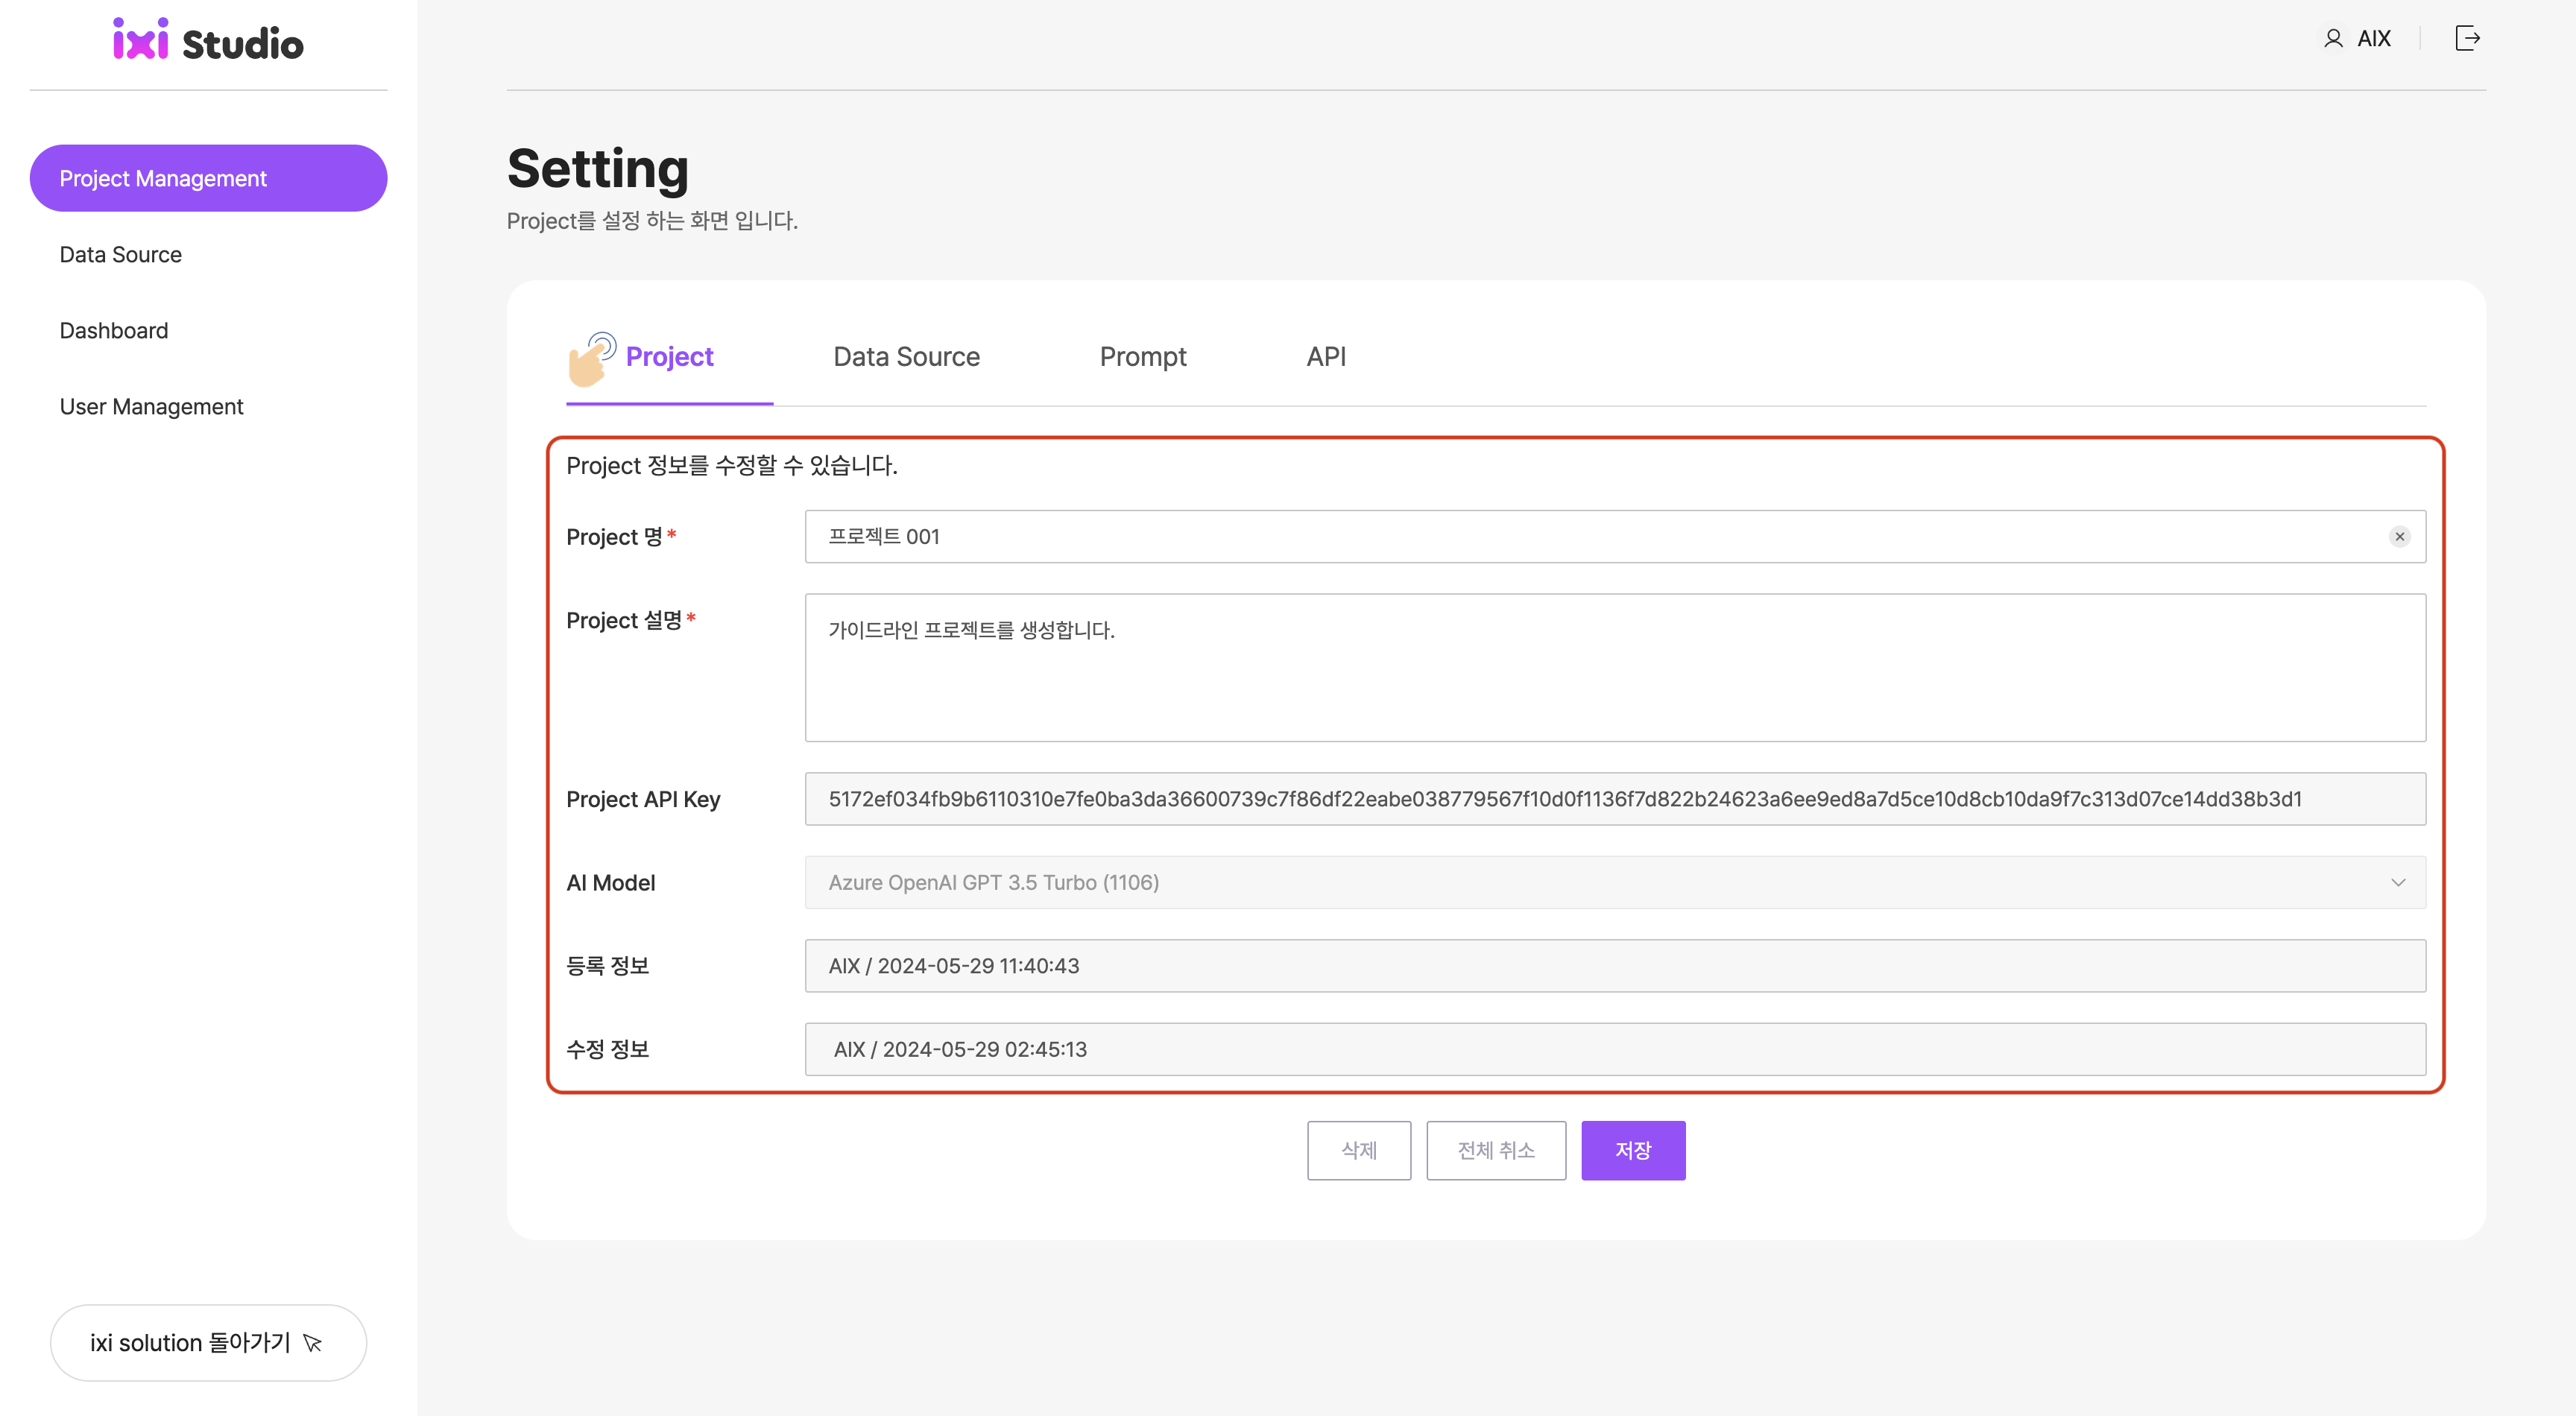 ixi Studio
AIX
Project Management
Data Source
Dashboard
User Management
ixi solution 돌아가기
Setting
Project를 설정 하는 화면 입니다.
Project Data Source Prompt API
Project 정보를 수정할 수 있습니다.
Project 명* 프로젝트 001
Project 설명* 가이드라인 프로젝트를 생성합니다.
Project API Key 5172ef034fb9b6110310e7fe0ba3da36600739c7f86df22eabe038779567f10d0f1136f7d822b24623a6ee9ed8a7d5ce10d8cb10da9f7c313d07ce14dd38b3d1
AI Model Azure OpenAI GPT 3.5 Turbo (1106)
등록 정보 AIX / 2024-05-29 11:40:43
수정 정보 AIX / 2024-05-29 02:45:13
삭제 전체 취소 저장